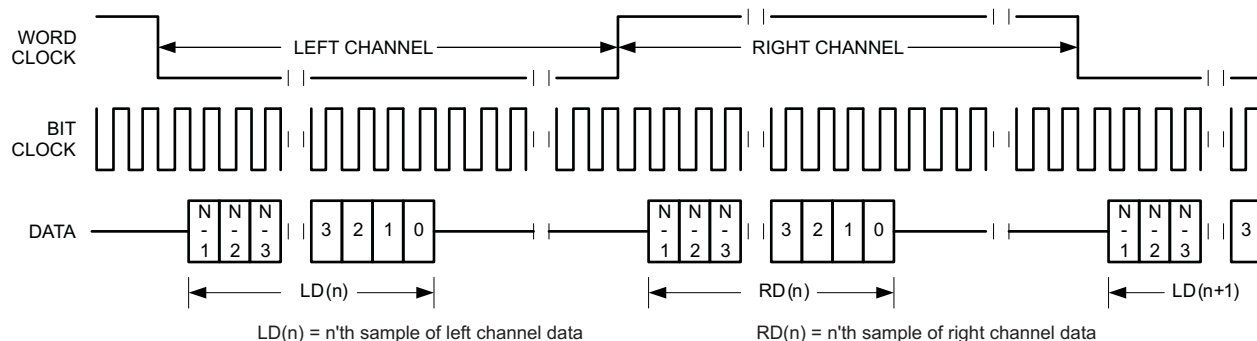 WORD
CLOCK
LEFT CHANNEL
RIGHT CHANNEL
BIT
CLOCK
DATA
N
-
1
N
-
2
N
-
3
3
2
1
0
N
-
1
N
-
2
N
-
3
3
2
1
0
N
-
1
N
-
2
N
-
3
3
LD(n)
RD(n)
LD(n+1)
LD(n) = n'th sample of left channel data
RD(n) = n'th sample of right channel data